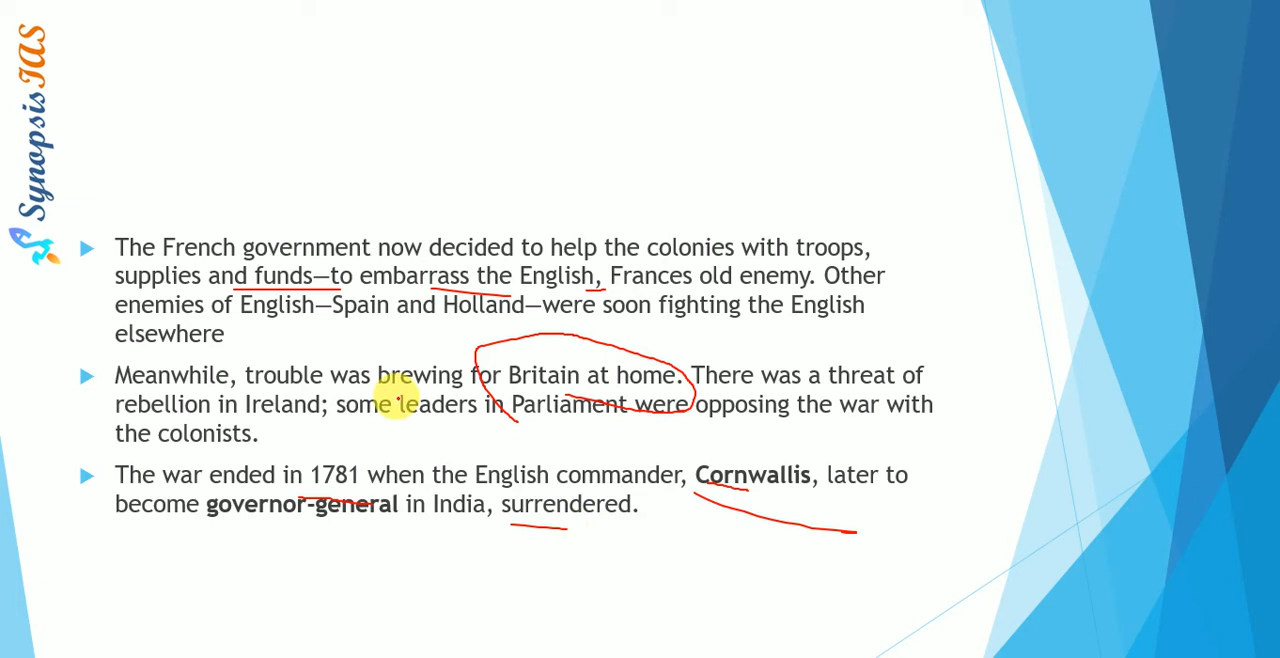 Synopsis IAS
The French government now decided to help the colonies with troops,
supplies and funds—to embarrass the English, Frances old enemy. Other
enemies of English—Spain and Holland—were soon fighting the English
elsewhere
Meanwhile, trouble was brewing for Britain at home. There was a threat of
rebellion in Ireland; some leaders in Parliament were opposing the war with
the colonists.
The war ended in 1781 when the English commander, Cornwallis, later to
become governor-general in India, surrendered.